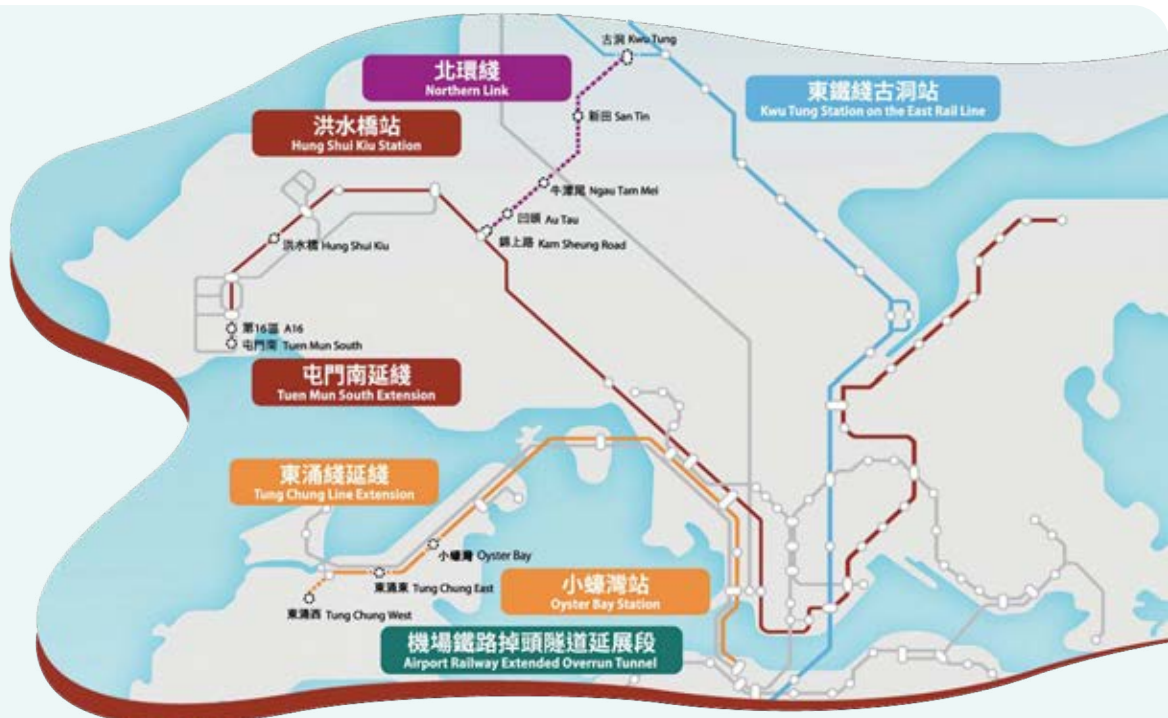 古洞 Kwu Tung
北環綫
Northern Link
東鐵綫古洞站
Kwu Tung Station on the East Rail Line
新田 San Tin
洪水橋站
Hung Shui Kiu Station
牛潭尾 Ngau Tam Mei
凹頭 Au Tau
錦上路 Kam Sheung Road
洪水橋 Hung Shui Kiu
第16區 A16
屯門南 Tuen Mun South
屯門南延綫
Tuen Mun South Extension
東涌綫延綫
Tung Chung Line Extension
小蠔灣 Oyster Bay
東涌東 Tung Chung East
小蠔灣站
Oyster Bay Station
東涌西 Tung Chung West
機場鐵路掉頭隧道延展段
Airport Railway Extended Overrun Tunnel